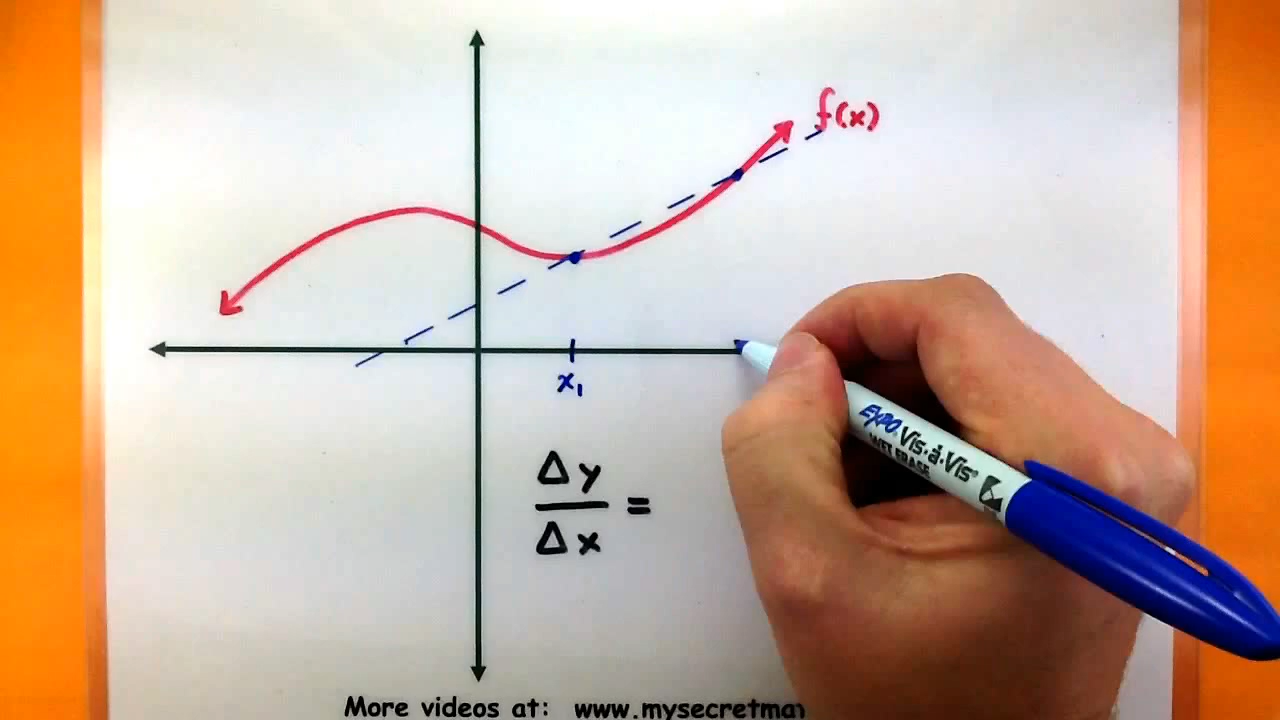 f(x)
x₁
Δy
Δx
=
EXPO Vis·à·Vis®
WET ERASE
More videos at: www.mysecretma